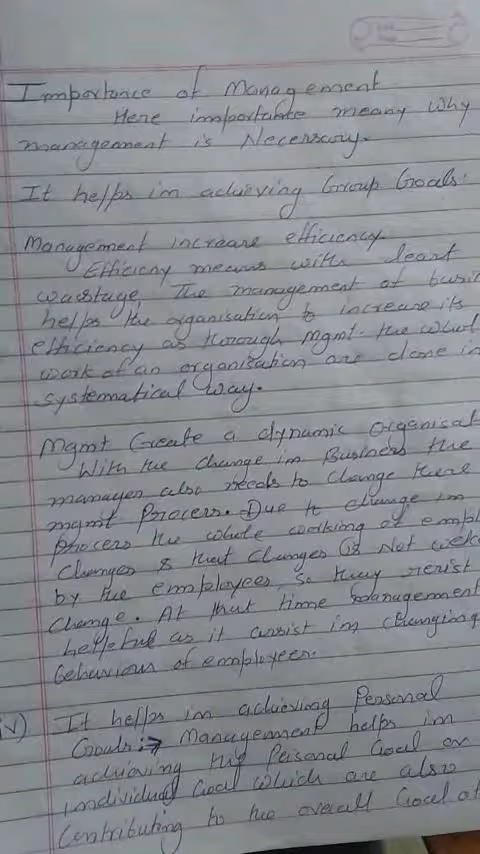 Importance of Management
Here importance means why
management is Necessary.
It helps in achieving Group Goals.
Management increase efficiency
Efficieny means with least
wastage. The management of busi
helps the organisation to increase its
efficiency as through Mgmt. the whol
work of an organisation are done in
systematical way.
Mgmt Create a dynamic Organisat
With the change in Business the
manager also needs to change there
mgmt Process. Due to change in
process the whole working of empl
changes & that changes is Not welc
by the employees, so they resist
change. At that time management
helpful as it assist in changing
behaviour of employees.
iv) It helps in achieving Personal
Goals :→ Management helps in
achieving the Personal Goal or
individual Goal which are also
Contributing to the overall Goal of